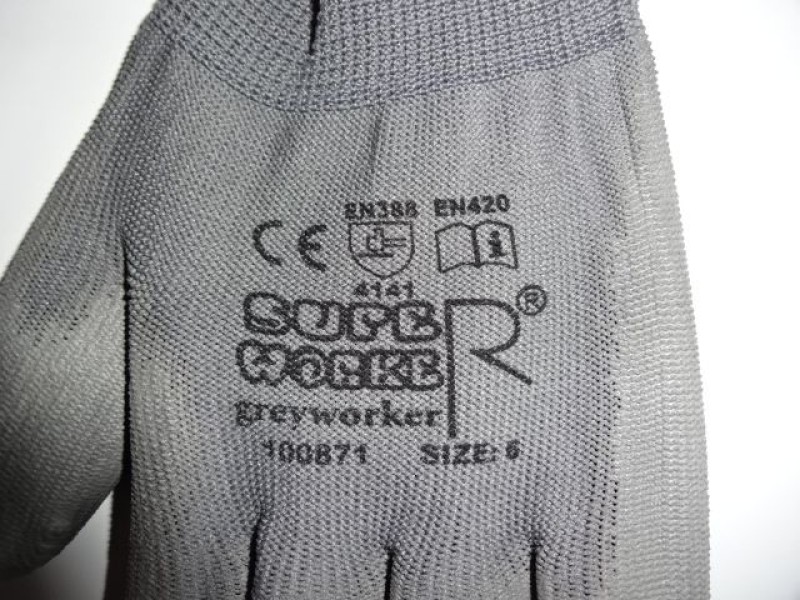 EN388 EN420
CE i
4141
SUPER
WORKER ®
greyworker
100871 SIZE: 6